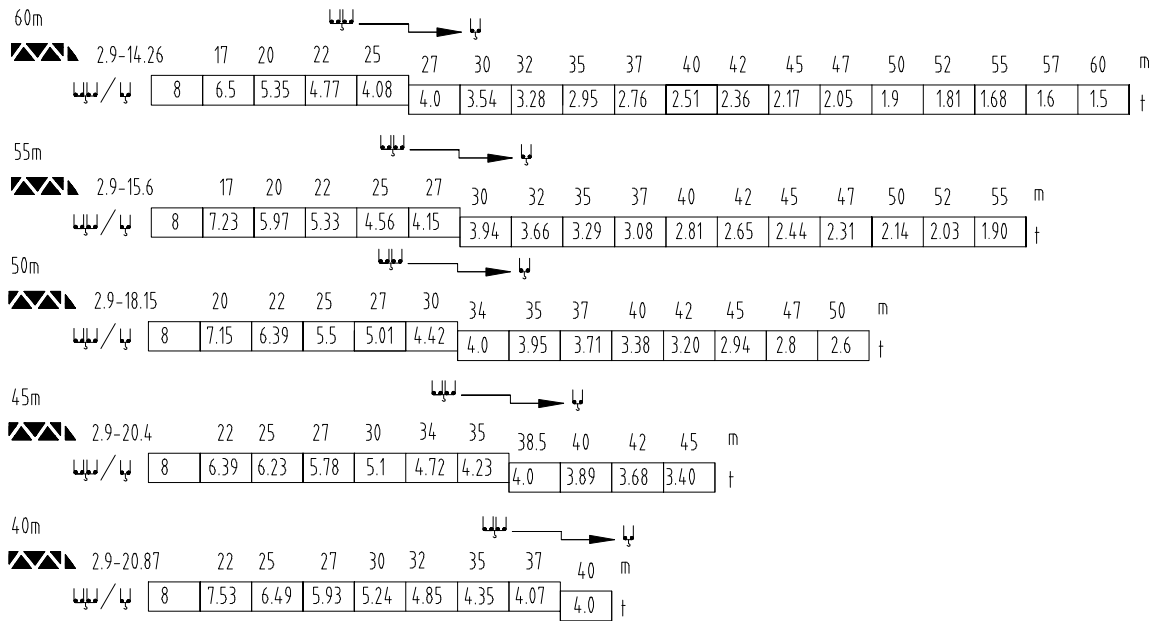 60m
2.9-14.26 17 20 22 25 27 30 32 35 37 40 42 45 47 50 52 55 57 60 m
8 6.5 5.35 4.77 4.08 4.0 3.54 3.28 2.95 2.76 2.51 2.36 2.17 2.05 1.9 1.81 1.68 1.6 1.5 t
55m
2.9-15.6 17 20 22 25 27 30 32 35 37 40 42 45 47 50 52 55 m
8 7.23 5.97 5.33 4.56 4.15 3.94 3.66 3.29 3.08 2.81 2.65 2.44 2.31 2.14 2.03 1.90 t
50m
2.9-18.15 20 22 25 27 30 34 35 37 40 42 45 47 50 m
8 7.15 6.39 5.5 5.01 4.42 4.0 3.95 3.71 3.38 3.20 2.94 2.8 2.6 t
45m
2.9-20.4 22 25 27 30 34 35 38.5 40 42 45 m
8 6.39 6.23 5.78 5.1 4.72 4.23 4.0 3.89 3.68 3.40 t
40m
2.9-20.87 22 25 27 30 32 35 37 40 m
8 7.53 6.49 5.93 5.24 4.85 4.35 4.07 4.0 t